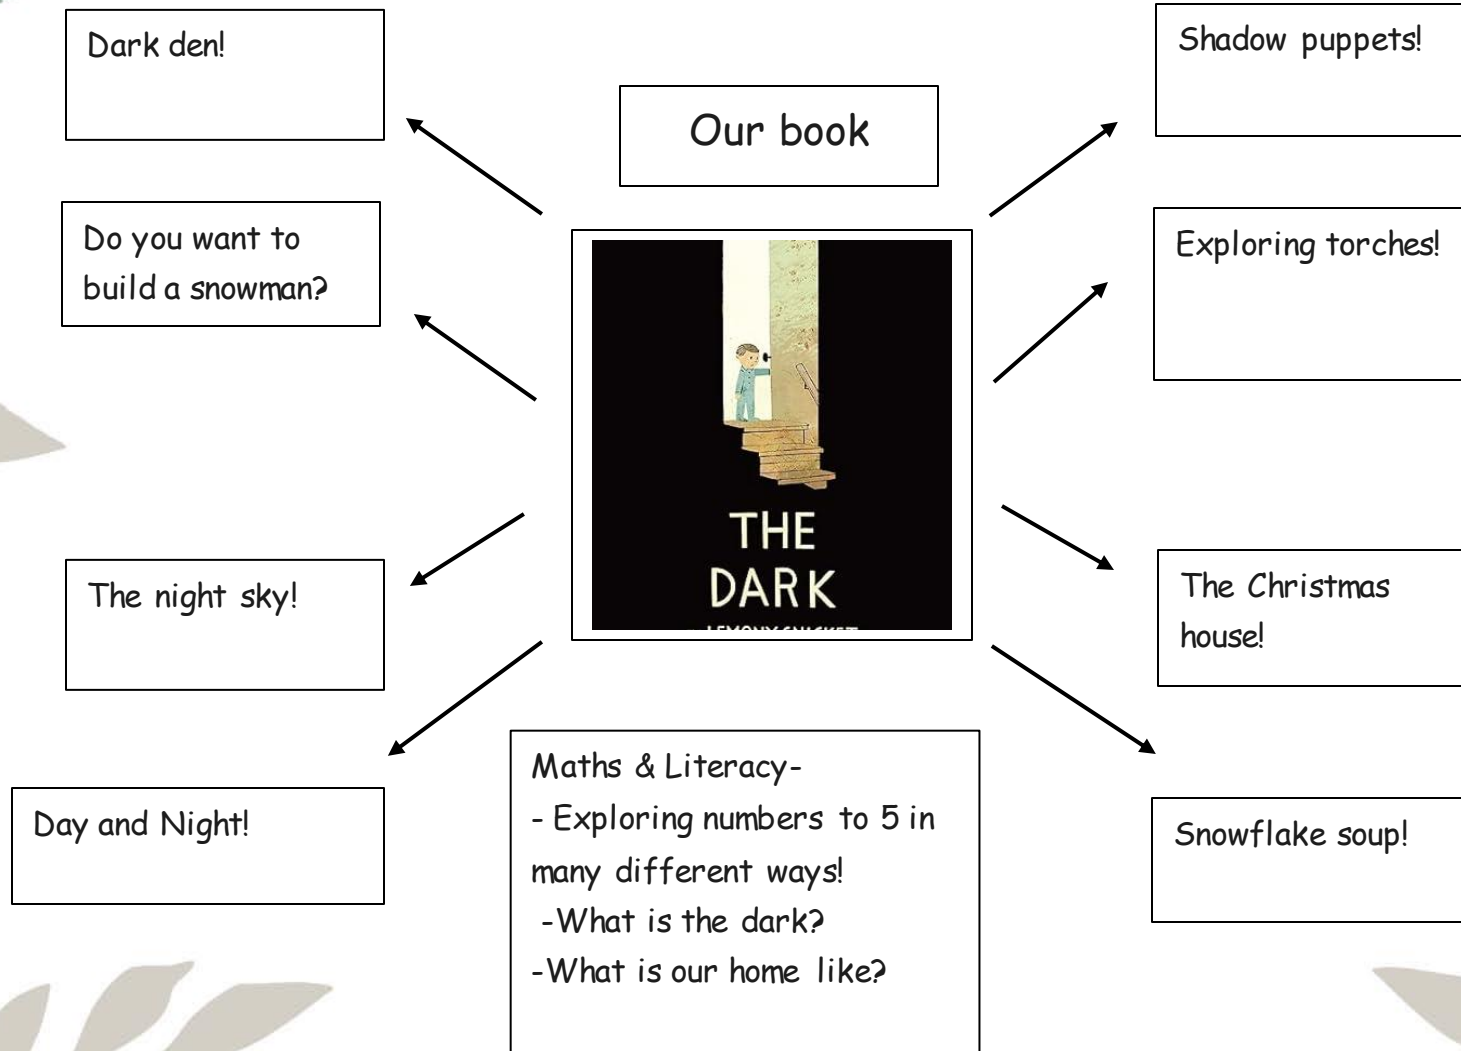 Dark den!
Our book
Shadow puppets!
Do you want to
build a snowman?
Exploring torches!
THE
DARK
LEMONY SNICKET
The night sky!
The Christmas
house!
Day and Night!
Maths & Literacy-
- Exploring numbers to 5 in
many different ways!
-What is the dark?
-What is our home like?
Snowflake soup!